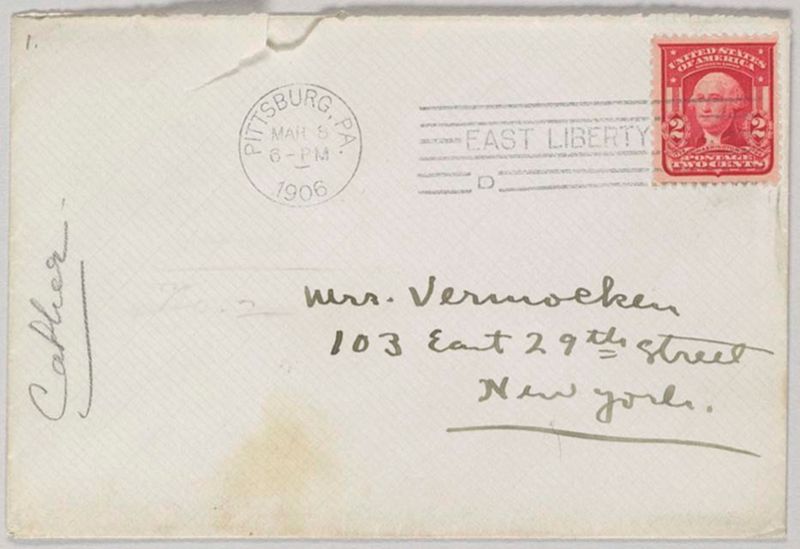 1.
PITTSBURG, PA.
MAR 8
6-PM
1906
EAST LIBERTY
D
UNITED STATES
OF AMERICA
2 2
POSTAGE
TWO CENTS
Cather.
Mrs. Vermocken
103 East 29th Street
New York.